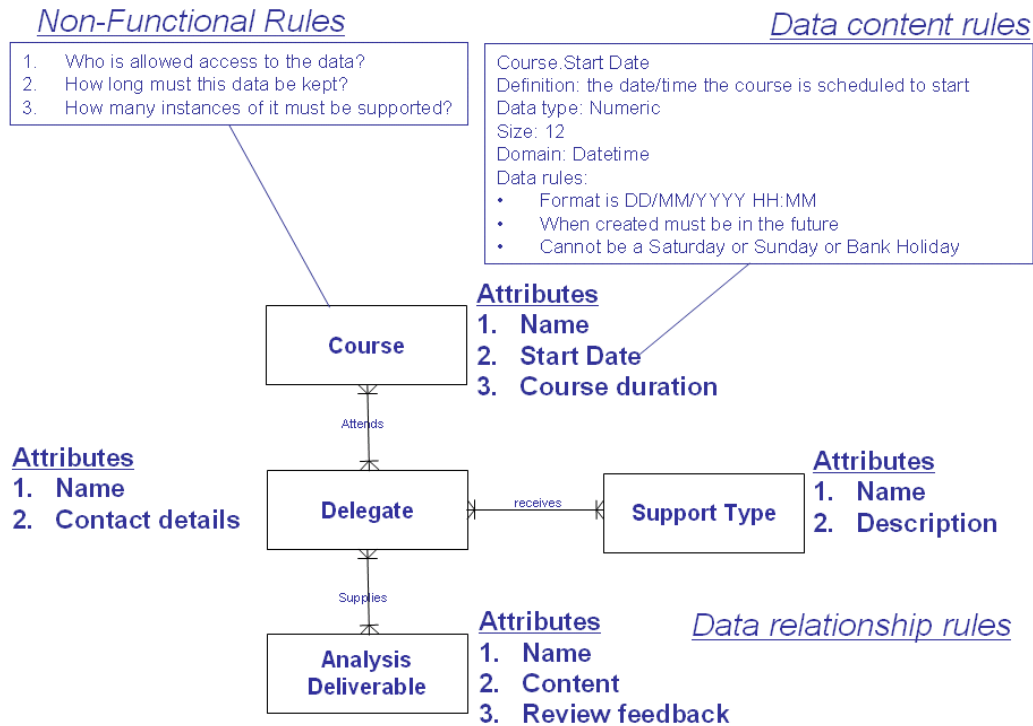 Non-Functional Rules
1. Who is allowed access to the data?
2. How long must this data be kept?
3. How many instances of it must be supported?
Data content rules
Course.Start Date
Definition: the date/time the course is scheduled to start
Data type: Numeric
Size: 12
Domain: Datetime
Data rules:
• Format is DD/MM/YYYY HH:MM
• When created must be in the future
• Cannot be a Saturday or Sunday or Bank Holiday
Course
Attributes
1. Name
2. Start Date
3. Course duration
Attends
Attributes
1. Name
2. Contact details
Delegate
receives
Support Type
Attributes
1. Name
2. Description
Supplies
Analysis
Deliverable
Attributes
1. Name
2. Content
3. Review feedback
Data relationship rules